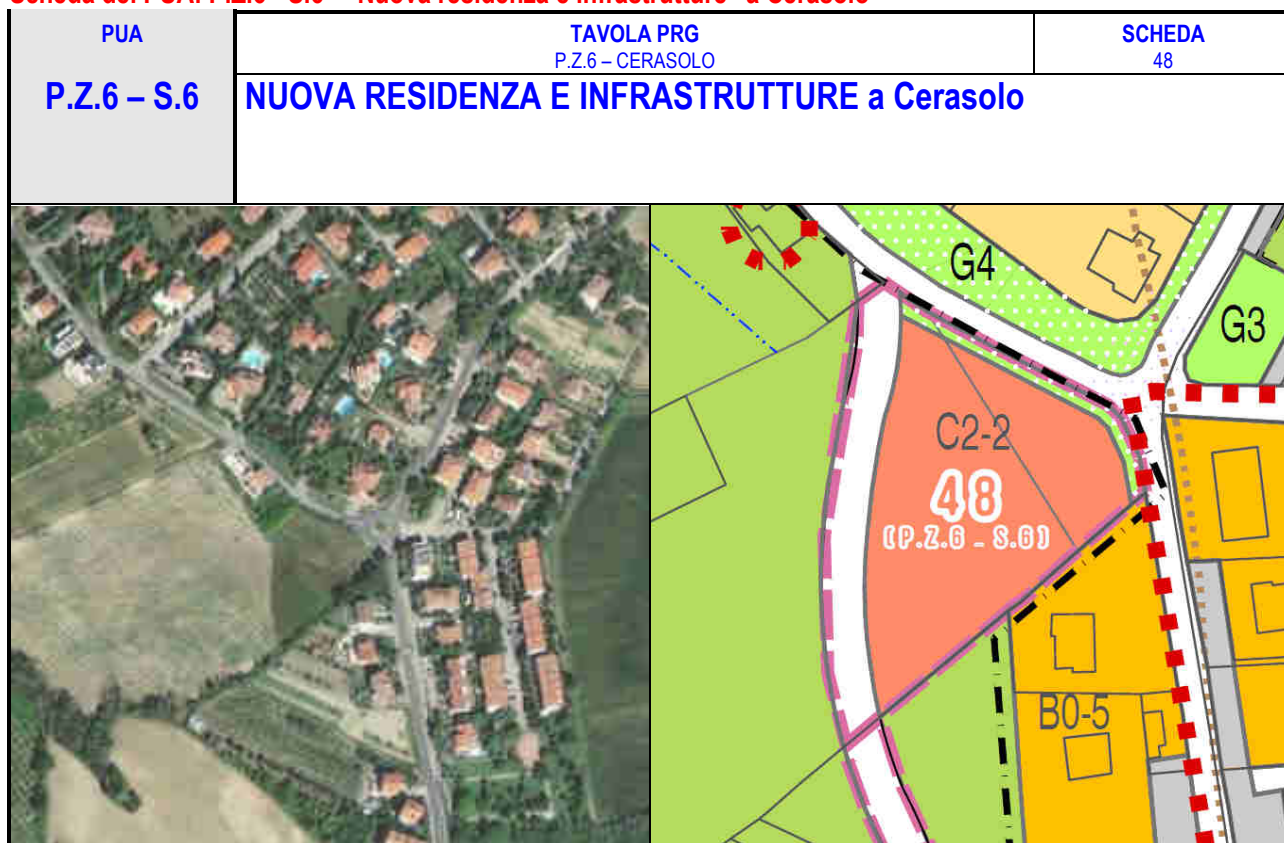 PUA
TAVOLA PRG
SCHEDA
P.Z.6 – CERASOLO
48
P.Z.6 – S.6
NUOVA RESIDENZA E INFRASTRUTTURE a Cerasolo
G4
G3
C2-2
48
(P.Z.6 - S.6)
B0-5